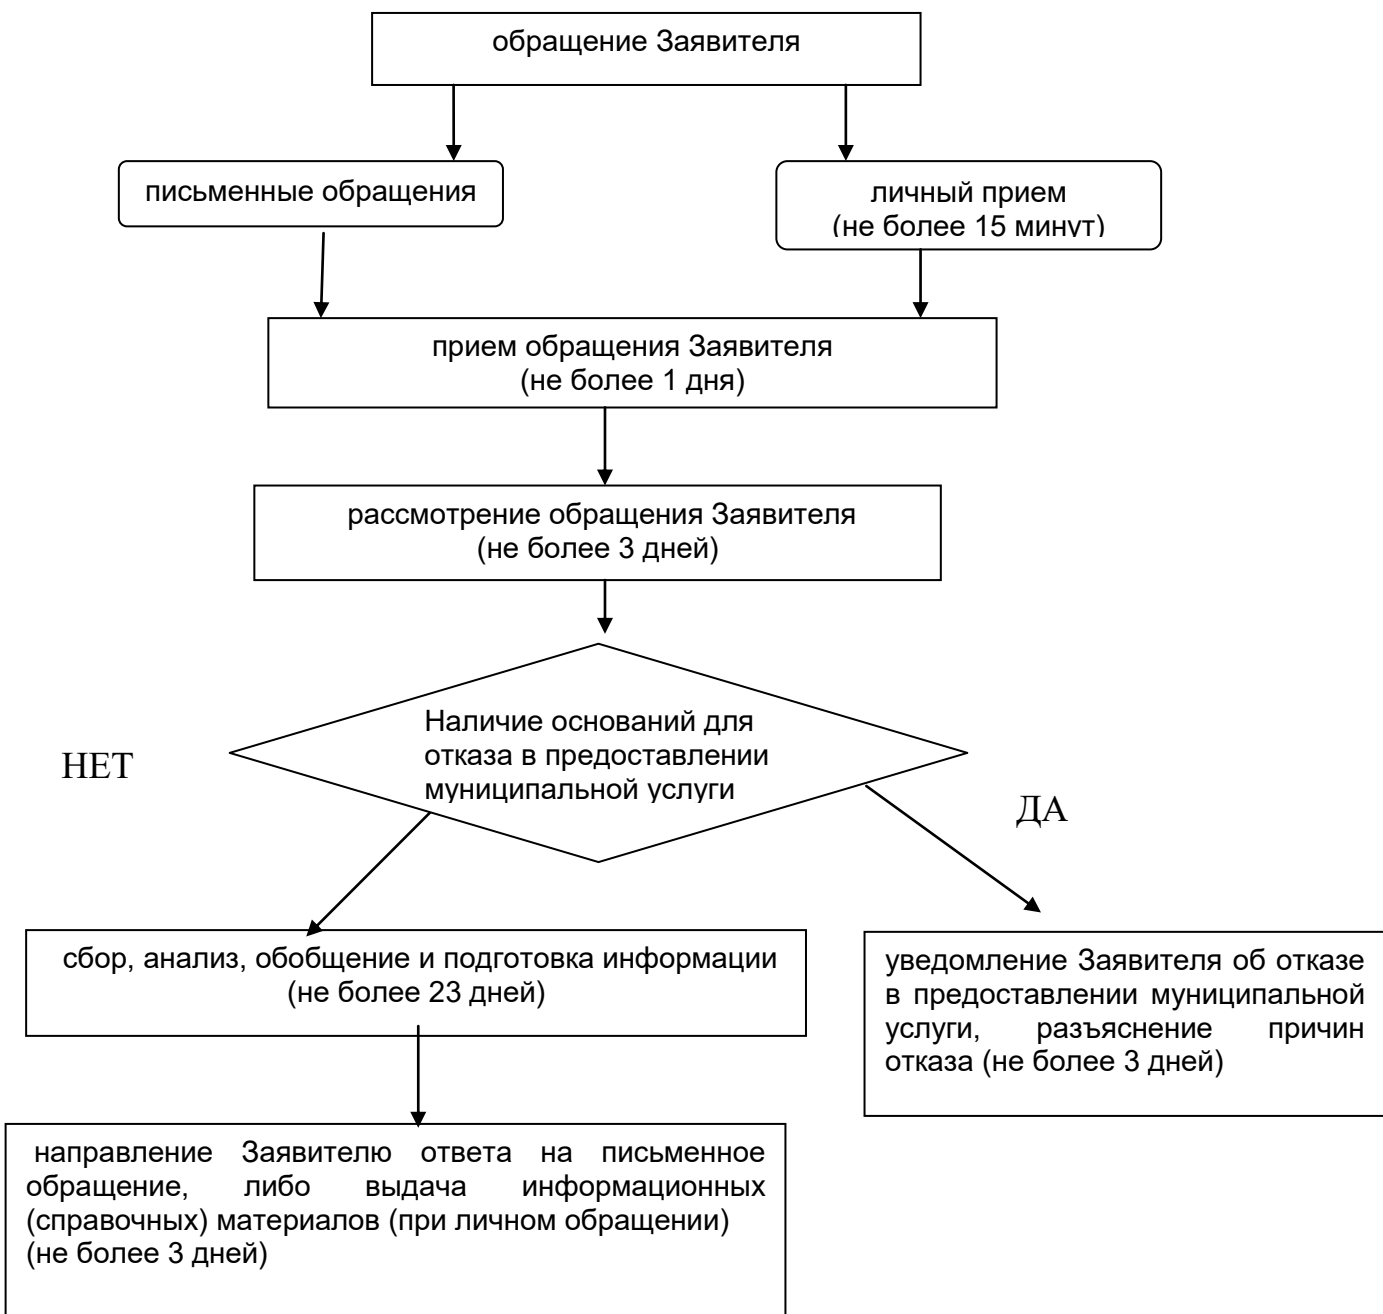 обращение Заявителя
письменные обращения
личный прием
(не более 15 минут)
прием обращения Заявителя
(не более 1 дня)
рассмотрение обращения Заявителя
(не более 3 дней)
Наличие оснований для
отказа в предоставлении
муниципальной услуги
НЕТ
ДА
сбор, анализ, обобщение и подготовка информации
(не более 23 дней)
уведомление Заявителя об отказе
в предоставлении муниципальной
услуги, разъяснение причин
отказа (не более 3 дней)
направление Заявителю ответа на письменное
обращение, либо выдача информационных
(справочных) материалов (при личном обращении)
(не более 3 дней)